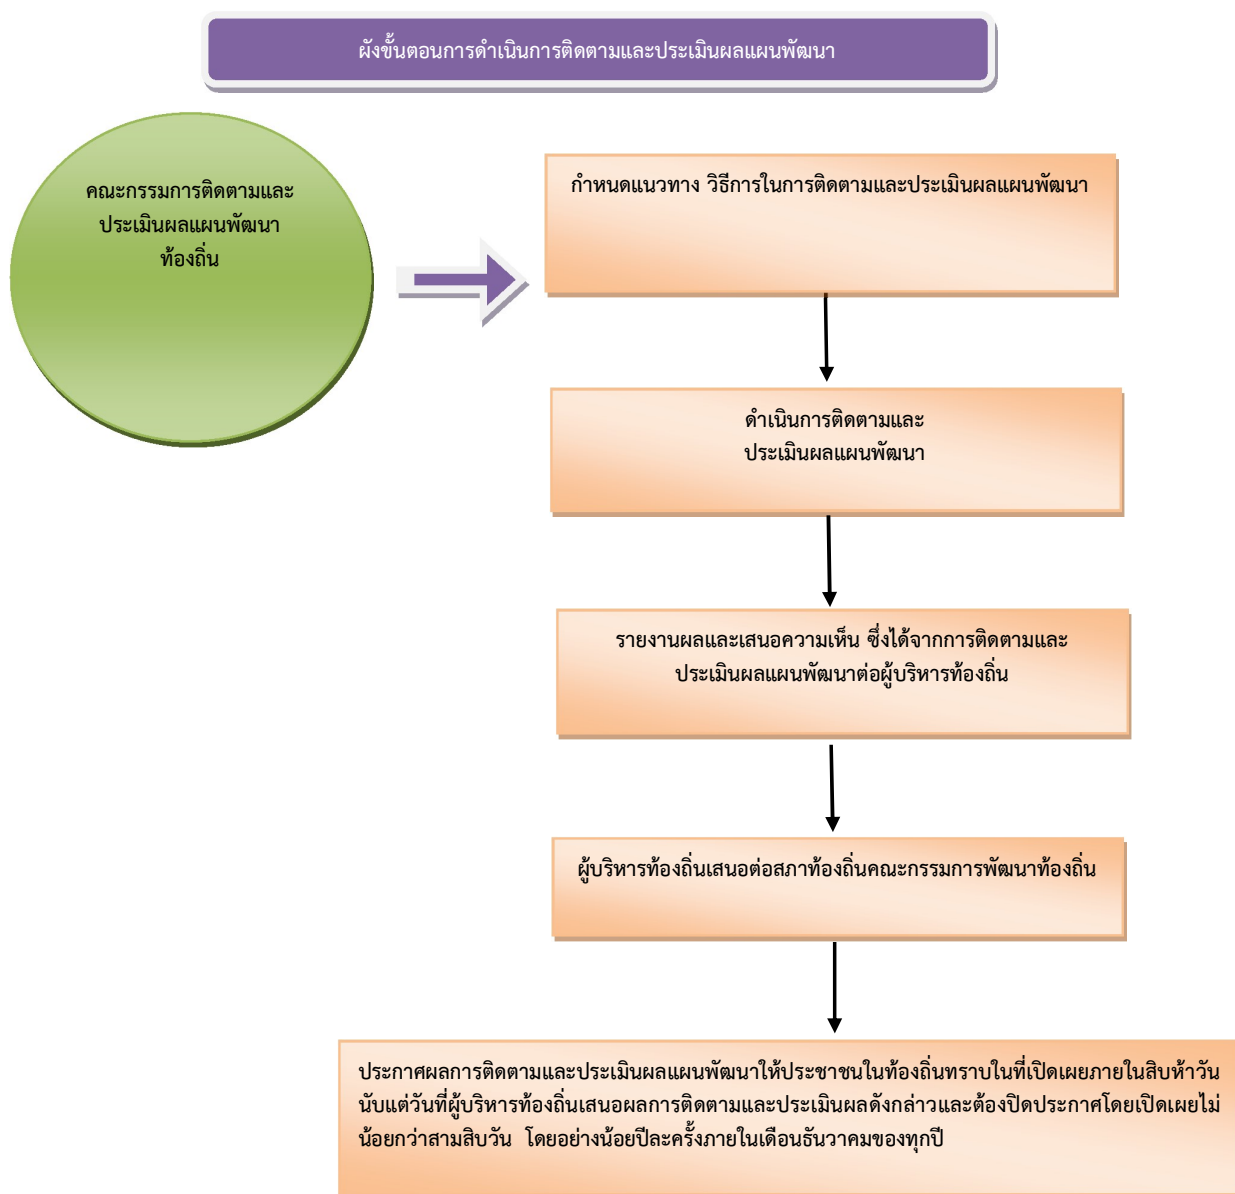 ผังขั้นตอนการดำเนินการติดตามและประเมินผลแผนพัฒนา
คณะกรรมการติดตามและ
ประเมินผลแผนพัฒนา
ท้องถิ่น
กำหนดแนวทาง วิธีการในการติดตามและประเมินผลแผนพัฒนา
ดำเนินการติดตามและ
ประเมินผลแผนพัฒนา
รายงานผลและเสนอความเห็น ซึ่งได้จากการติดตามและ
ประเมินผลแผนพัฒนาต่อผู้บริหารท้องถิ่น
ผู้บริหารท้องถิ่นเสนอต่อสภาท้องถิ่นคณะกรรมการพัฒนาท้องถิ่น
ประกาศผลการติดตามและประเมินผลแผนพัฒนาให้ประชาชนในท้องถิ่นทราบในที่เปิดเผยภายในสิบห้าวัน
นับแต่วันที่ผู้บริหารท้องถิ่นเสนอผลการติดตามและประเมินผลดังกล่าวและต้องปิดประกาศโดยเปิดเผยไม่
น้อยกว่าสามสิบวัน โดยอย่างน้อยปีละครั้งภายในเดือนธันวาคมของทุกปี